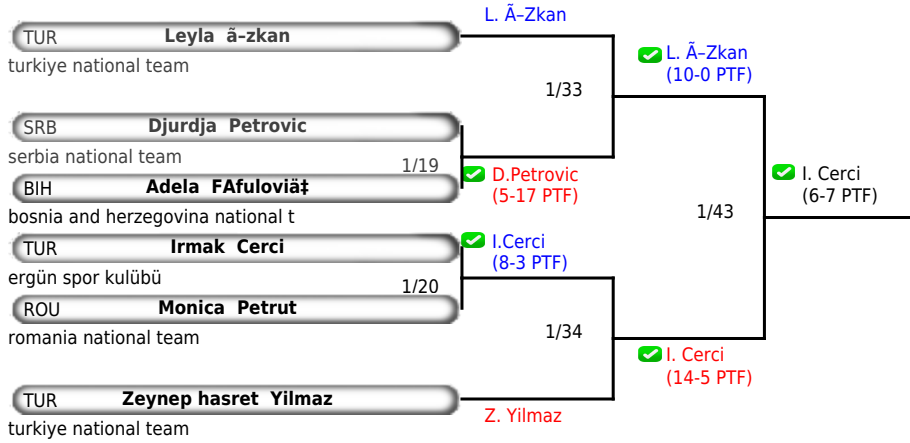 L. Ã–Zkan
TUR Leyla ã–zkan
turkiye national team
L. Ã–Zkan
(10-0 PTF)
1/33
SRB Djurdja Petrovic
serbia national team
1/19
D.Petrovic
(5-17 PTF)
BIH Adela FAfuloviä‡
bosnia and herzegovina national t
I. Cerci
(6-7 PTF)
1/43
TUR Irmak Cerci
ergün spor kulübü
I.Cerci
(8-3 PTF)
1/20
ROU Monica Petrut
romania national team
1/34
I. Cerci
(14-5 PTF)
TUR Zeynep hasret Yilmaz
turkiye national team
Z. Yilmaz